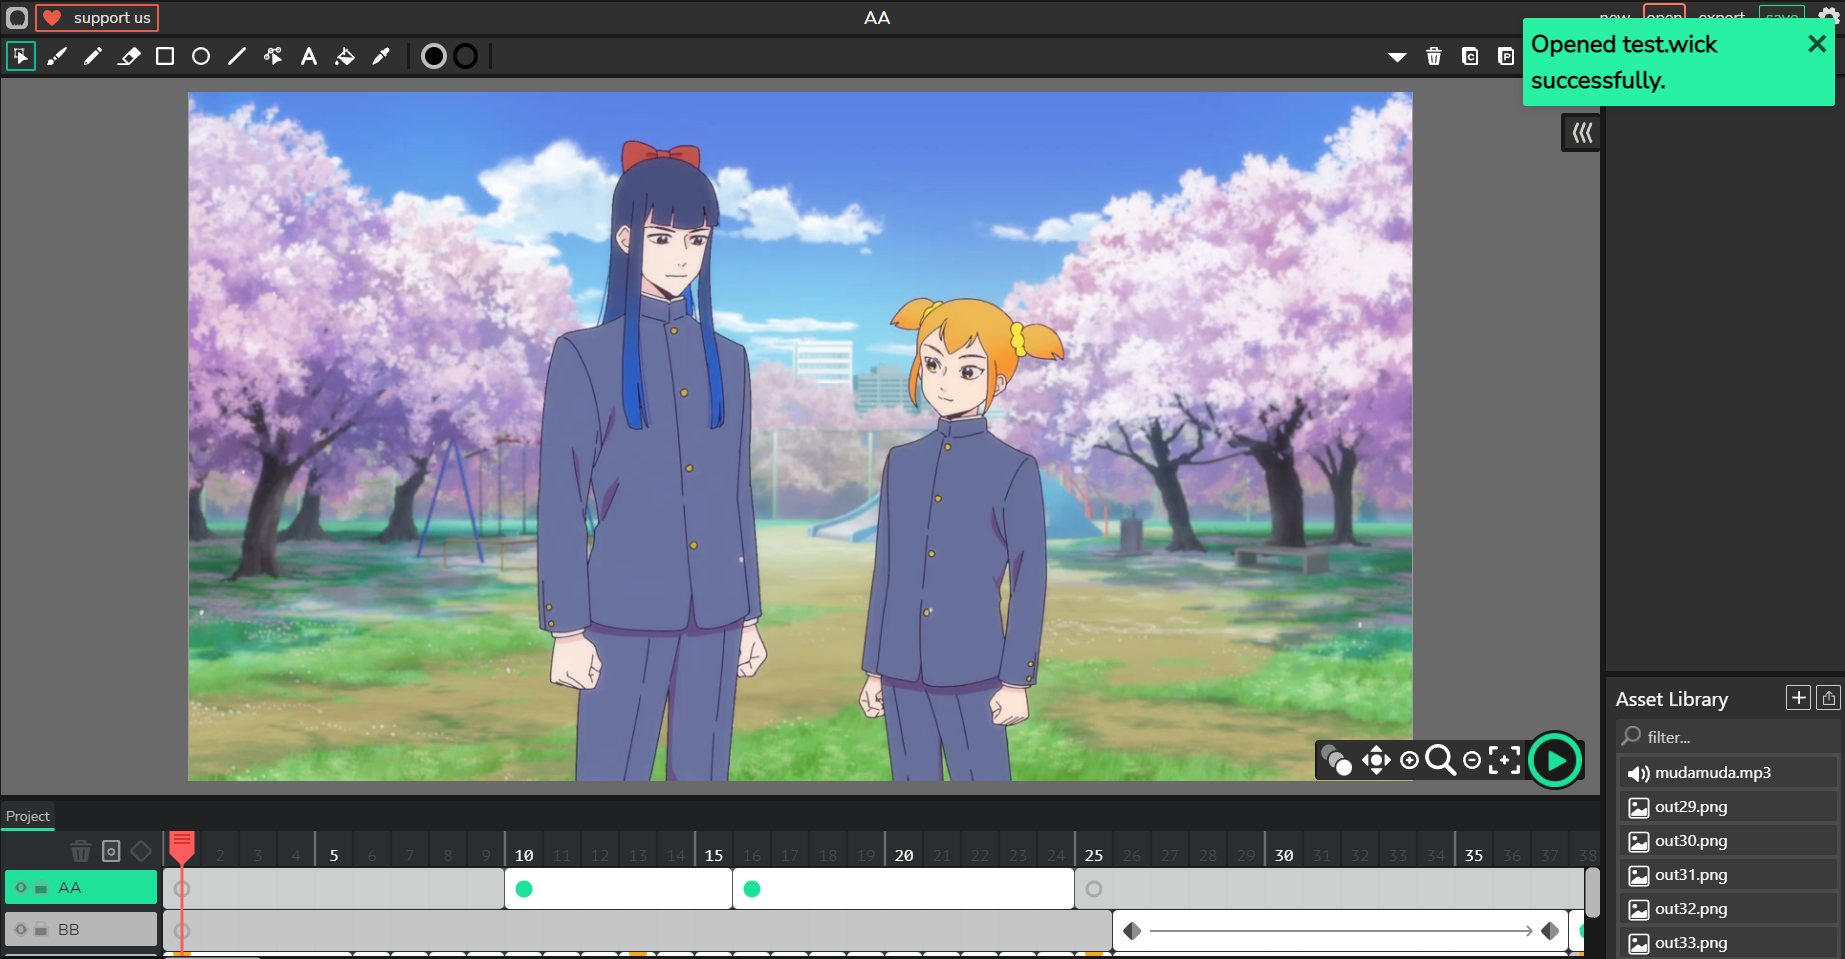 support us
AA
new
open
export
save
Opened test.wick
successfully.
Asset Library
filter...
mudamuda.mp3
out29.png
out30.png
out31.png
out32.png
out33.png
Project
2 3 4 5 6 7 8 9 10 11 12 13 14 15 16 17 18 19 20 21 22 23 24 25 26 27 28 29 30 31 32 33 34 35 36 37 38
AA
BB